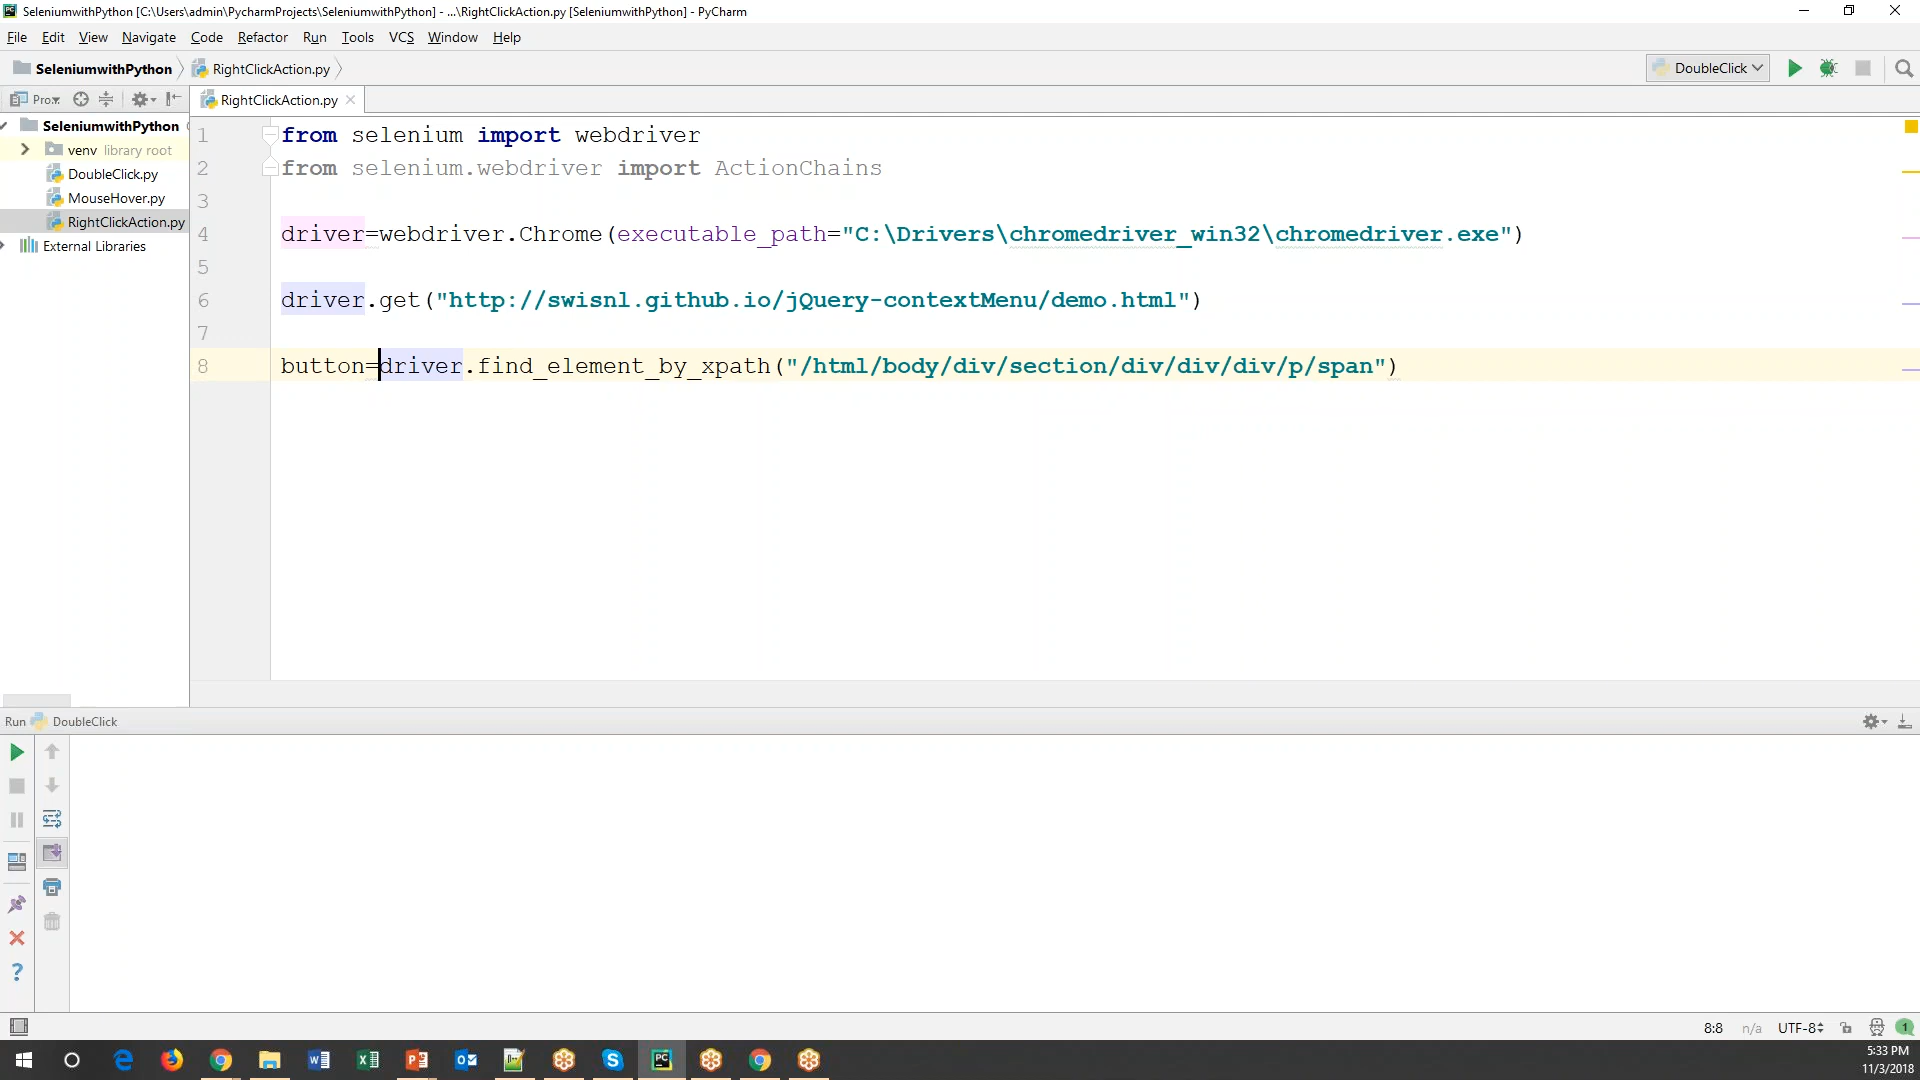 SeleniumwithPython [C:\Users\admin\PycharmProjects\SeleniumwithPython] - ...\RightClickAction.py [SeleniumwithPython] - PyCharm
File Edit View Navigate Code Refactor Run Tools VCS Window Help
SeleniumwithPython RightClickAction.py DoubleClick
Pro RightClickAction.py
SeleniumwithPython
venv library root
DoubleClick.py
MouseHover.py
RightClickAction.py
External Libraries
1 from selenium import webdriver
2 from selenium.webdriver import ActionChains
3
4 driver=webdriver.Chrome(executable_path="C:\Drivers\chromedriver_win32\chromedriver.exe")
5
6 driver.get("http://swisnl.github.io/jQuery-contextMenu/demo.html")
7
8 button=driver.find_element_by_xpath("/html/body/div/section/div/div/div/p/span")
Run DoubleClick
8:8 n/a UTF-8 1
5:33 PM
11/3/2018